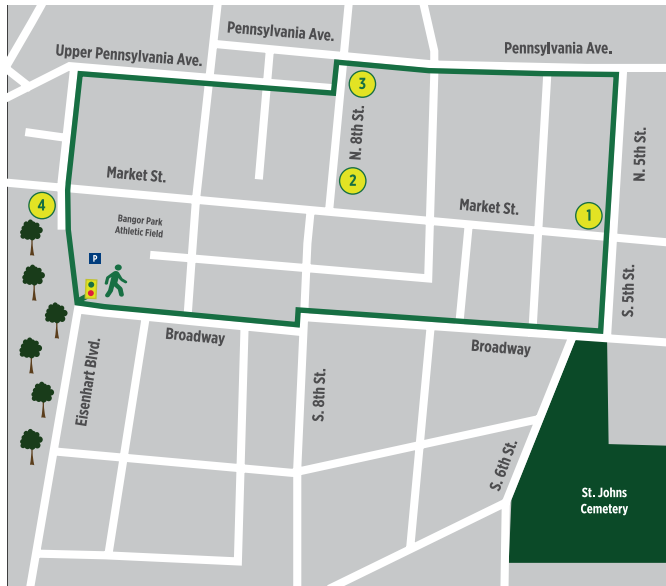 Pennsylvania Ave.
Upper Pennsylvania Ave.
Pennsylvania Ave.
3
N. 8th St.
N. 5th St.
Market St.
2
4
Market St.
1
Bangor Park
Athletic Field
P
S. 5th St.
Broadway
Broadway
Eisenhart Blvd.
S. 8th St.
S. 6th St.
St. Johns
Cemetery